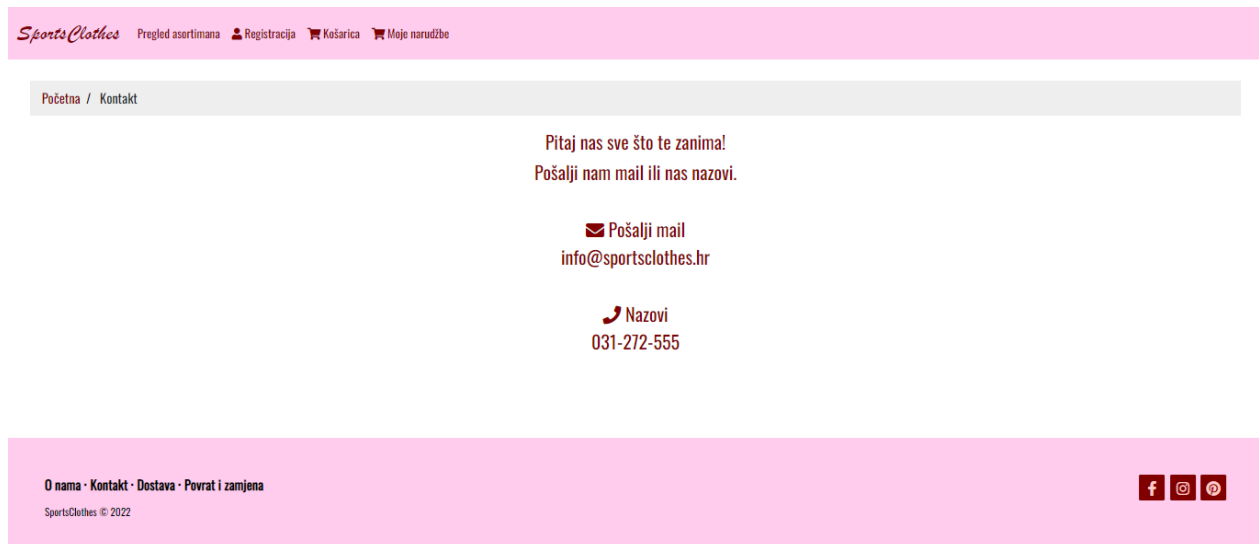 SportsClothes Pregled asortimana Registracija Košarica Moje narudžbe
Početna / Kontakt
Pitaj nas sve što te zanima!
Pošalji nam mail ili nas nazovi.
Pošalji mail
info@sportsclothes.hr
Nazovi
031-272-555
O nama · Kontakt · Dostava · Povrat i zamjena
SportsClothes © 2022